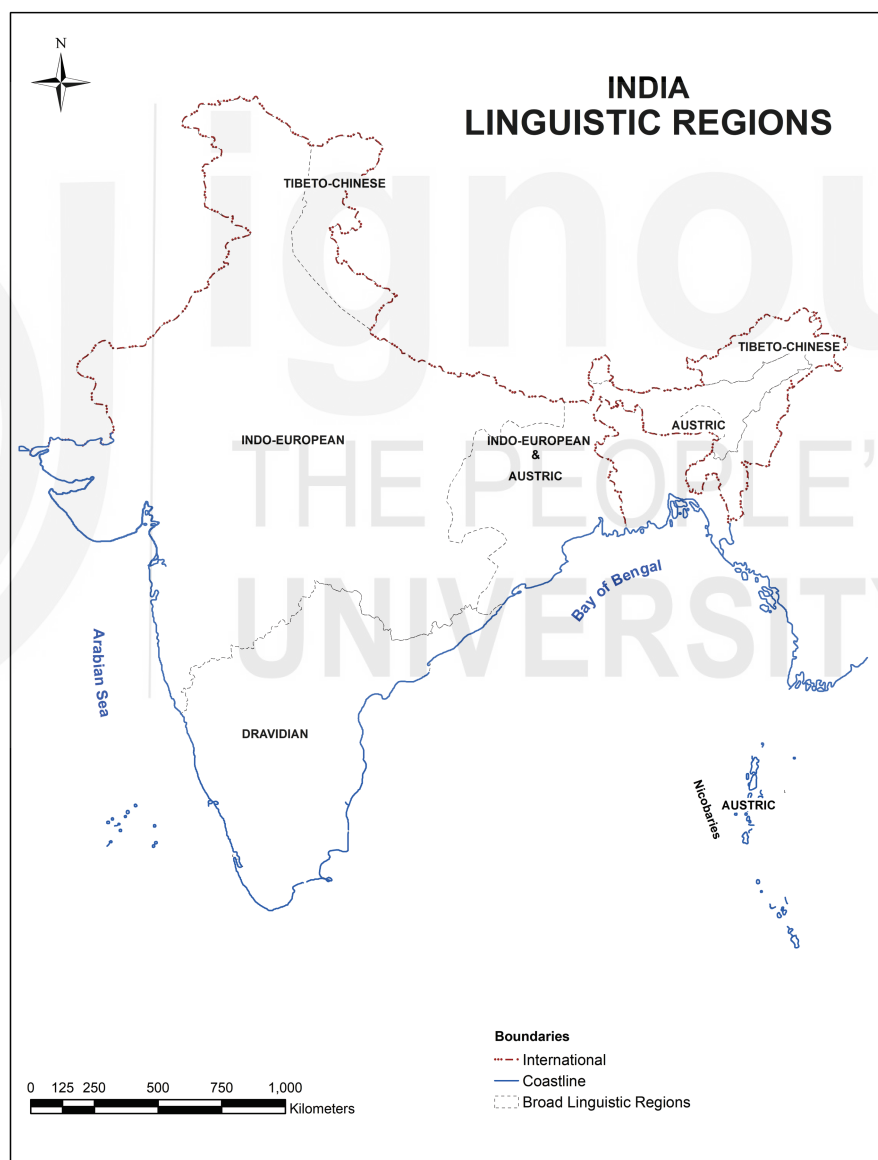 N
INDIA
LINGUISTIC REGIONS
ignou
THE PEOPLE'
UNIVERSITY
TIBETO-CHINESE
TIBETO-CHINESE
AUSTRIC
INDO-EUROPEAN
INDO-EUROPEAN
&
AUSTRIC
Bay of Bengal
Arabian Sea
DRAVIDIAN
Nicobaries
AUSTRIC
Boundaries
International
Coastline
Broad Linguistic Regions
0 125 250 500 750 1,000
Kilometers